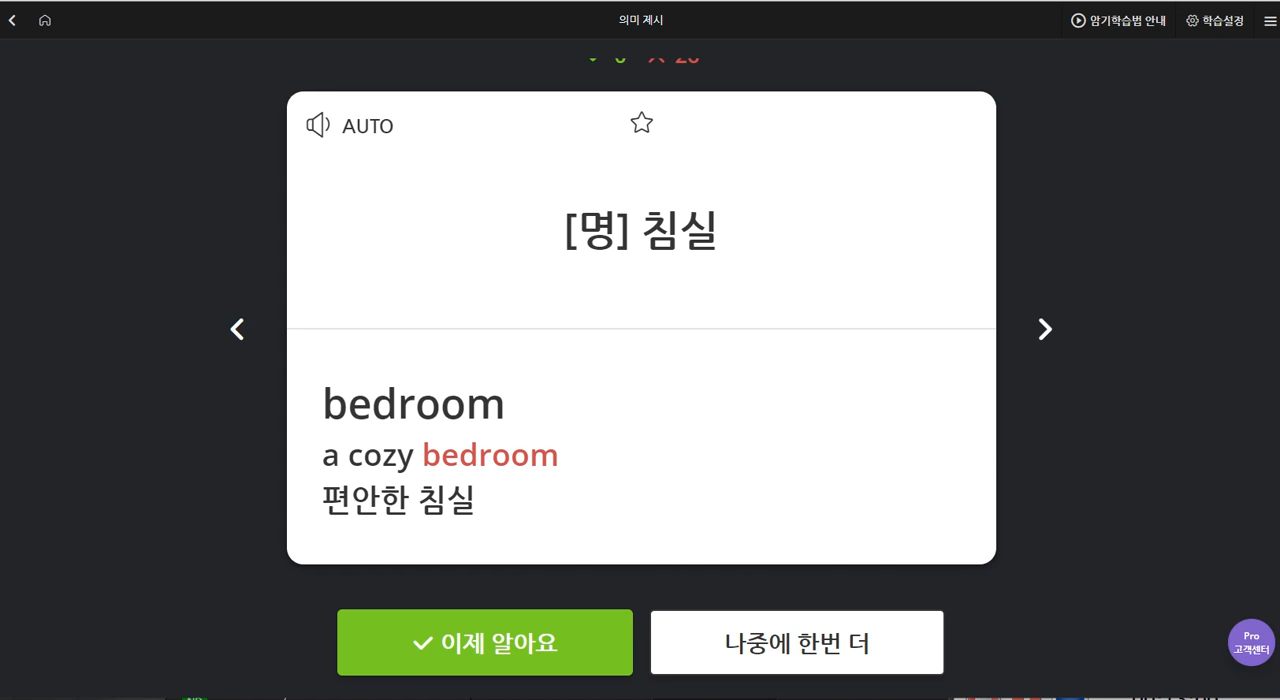 의미 제시
암기학습법 안내
학습설정
AUTO
[명] 침실
bedroom
a cozy bedroom
편안한 침실
이제 알아요
나중에 한번 더
Pro
고객센터